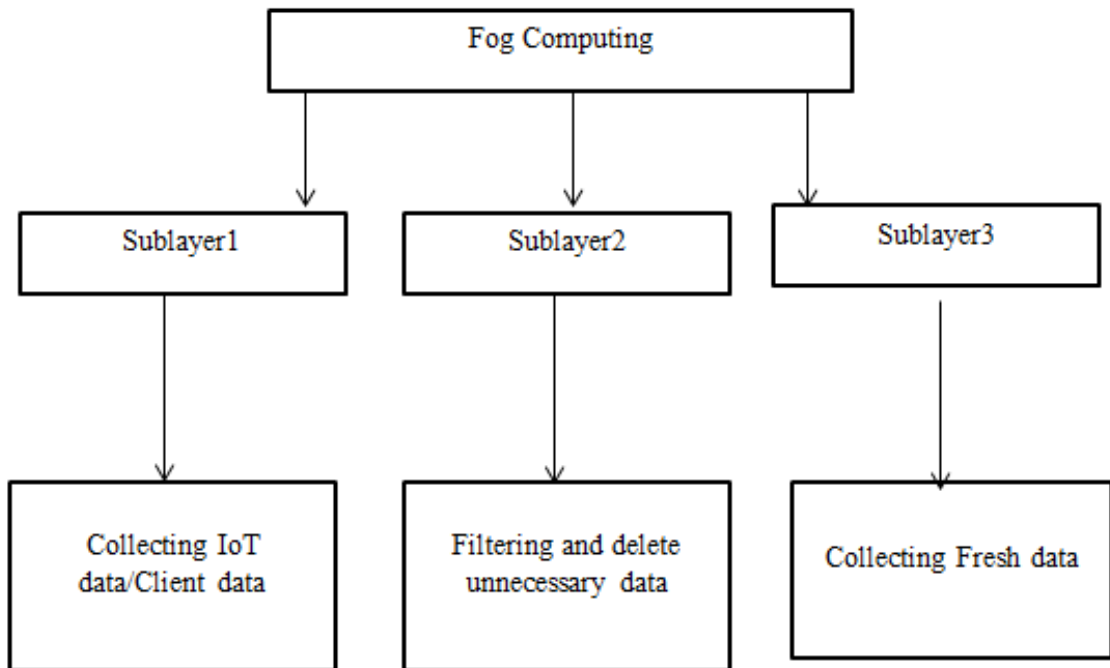 Fog Computing
Sublayer1
Sublayer2
Sublayer3
Collecting IoT
data/Client data
Filtering and delete
unnecessary data
Collecting Fresh data